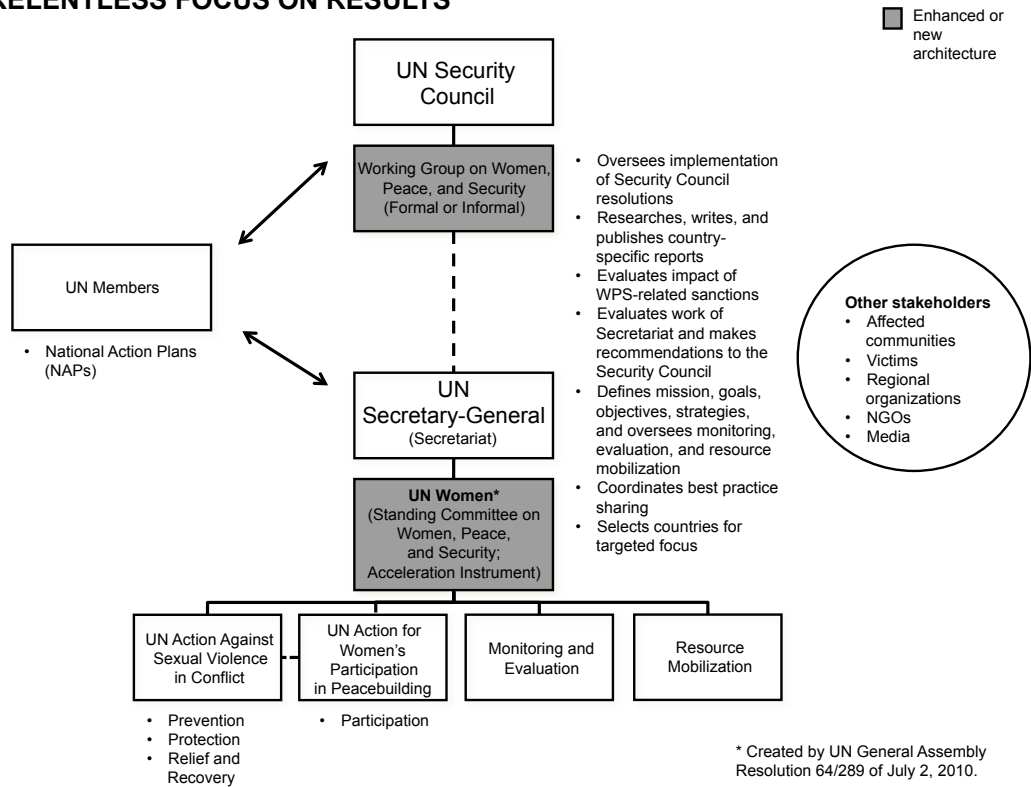 RELENTLESS FOCUS ON RESULTS
Enhanced or
new
architecture
UN Security
Council
Working Group on Women,
Peace, and Security
(Formal or Informal)
• Oversees implementation
of Security Council
resolutions
• Researches, writes, and
publishes country-
specific reports
• Evaluates impact of
WPS-related sanctions
• Evaluates work of
Secretariat and makes
recommendations to the
Security Council
• Defines mission, goals,
objectives, strategies,
and oversees monitoring,
evaluation, and resource
mobilization
• Coordinates best practice
sharing
• Selects countries for
targeted focus
UN Members
• National Action Plans
(NAPs)
Other stakeholders
• Affected
communities
• Victims
• Regional
organizations
• NGOs
• Media
UN
Secretary-General
(Secretariat)
UN Women*
(Standing Committee on
Women, Peace,
and Security;
Acceleration Instrument)
UN Action Against
Sexual Violence
in Conflict
• Prevention
• Protection
• Relief and
Recovery
UN Action for
Women's
Participation
in Peacebuilding
• Participation
Monitoring and
Evaluation
Resource
Mobilization
* Created by UN General Assembly
Resolution 64/289 of July 2, 2010.